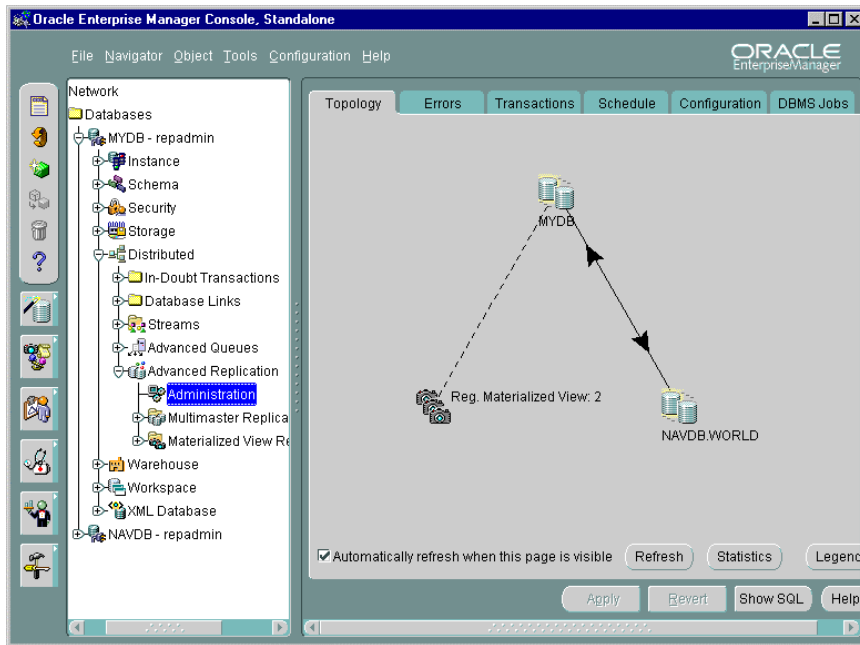 Oracle Enterprise Manager Console, Standalone
File Navigator Object Tools Configuration Help
ORACLE
EnterpriseManager
Network
Databases
MYDB - repadmin
Instance
Schema
Security
Storage
Distributed
In-Doubt Transactions
Database Links
Streams
Advanced Queues
Advanced Replication
Administration
Multimaster Replica
Materialized View Re
Warehouse
Workspace
XML Database
NAVDB - repadmin
Topology Errors Transactions Schedule Configuration DBMS Jobs
MYDB
Reg. Materialized View: 2
NAVDB.WORLD
Automatically refresh when this page is visible Refresh Statistics Legend
Apply Revert Show SQL Help